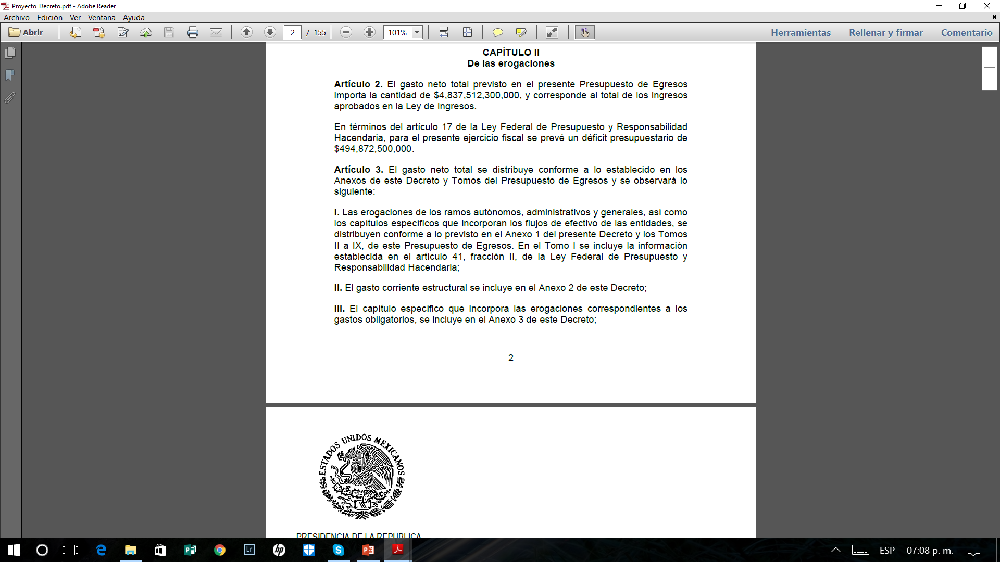 Proyecto_Decreto.pdf - Adobe Reader
Archivo Edición Ver Ventana Ayuda
Abrir 2 / 155 101% Herramientas Rellenar y firmar Comentario
CAPÍTULO II
De las erogaciones
Artículo 2. El gasto neto total previsto en el presente Presupuesto de Egresos
importa la cantidad de $4,837,512,300,000, y corresponde al total de los ingresos
aprobados en la Ley de Ingresos.
En términos del artículo 17 de la Ley Federal de Presupuesto y Responsabilidad
Hacendaria, para el presente ejercicio fiscal se prevé un déficit presupuestario de
$494,872,500,000.
Artículo 3. El gasto neto total se distribuye conforme a lo establecido en los
Anexos de este Decreto y Tomos del Presupuesto de Egresos y se observará lo
siguiente:
I. Las erogaciones de los ramos autónomos, administrativos y generales, así como
los capítulos específicos que incorporan los flujos de efectivo de las entidades, se
distribuyen conforme a lo previsto en el Anexo 1 del presente Decreto y los Tomos
II a IX, de este Presupuesto de Egresos. En el Tomo I se incluye la información
establecida en el artículo 41, fracción II, de la Ley Federal de Presupuesto y
Responsabilidad Hacendaria;
II. El gasto corriente estructural se incluye en el Anexo 2 de este Decreto;
III. El capítulo específico que incorpora las erogaciones correspondientes a los
gastos obligatorios, se incluye en el Anexo 3 de este Decreto;
2
ESTADOS UNIDOS MEXICANOS
PRESIDENCIA DE LA REPUBLICA
Lr hp ESP 07:08 p. m.